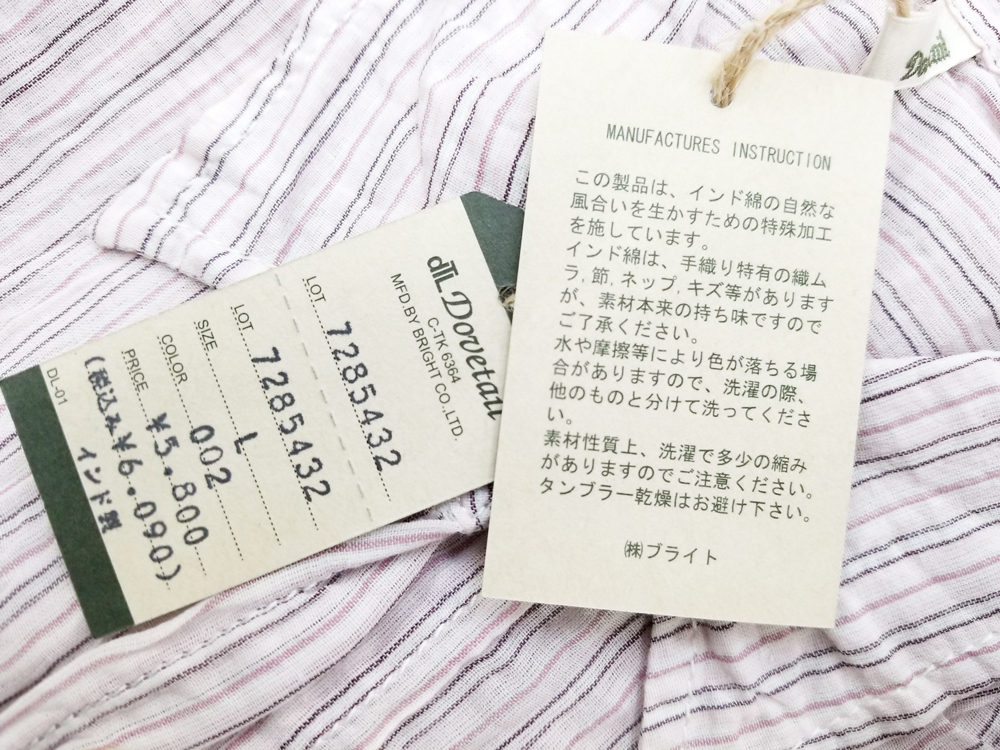 dTL Dovetail
C-TK 6364
MFD.BY BRIGHT CO.,LTD.
LOT 7285432
LOT 7285432
SIZE L
COLOR 002
PRICE ¥5.800
(税込み¥6.090)
インド製
DL-01
MANUFACTURES INSTRUCTION
この製品は、インド綿の自然な
風合いを生かすための特殊加工
を施しています。
インド綿は、手織り特有の織ム
ラ,節,ネップ,キズ等があります
が、素材本来の持ち味ですので
ご了承ください。
水や摩擦等により色が落ちる場
合がありますので、洗濯の際、
他のものと分けて洗ってくださ
い。
素材性質上、洗濯で多少の縮み
がありますのでご注意ください。
タンブラー乾燥はお避け下さい。
㈱ブライト